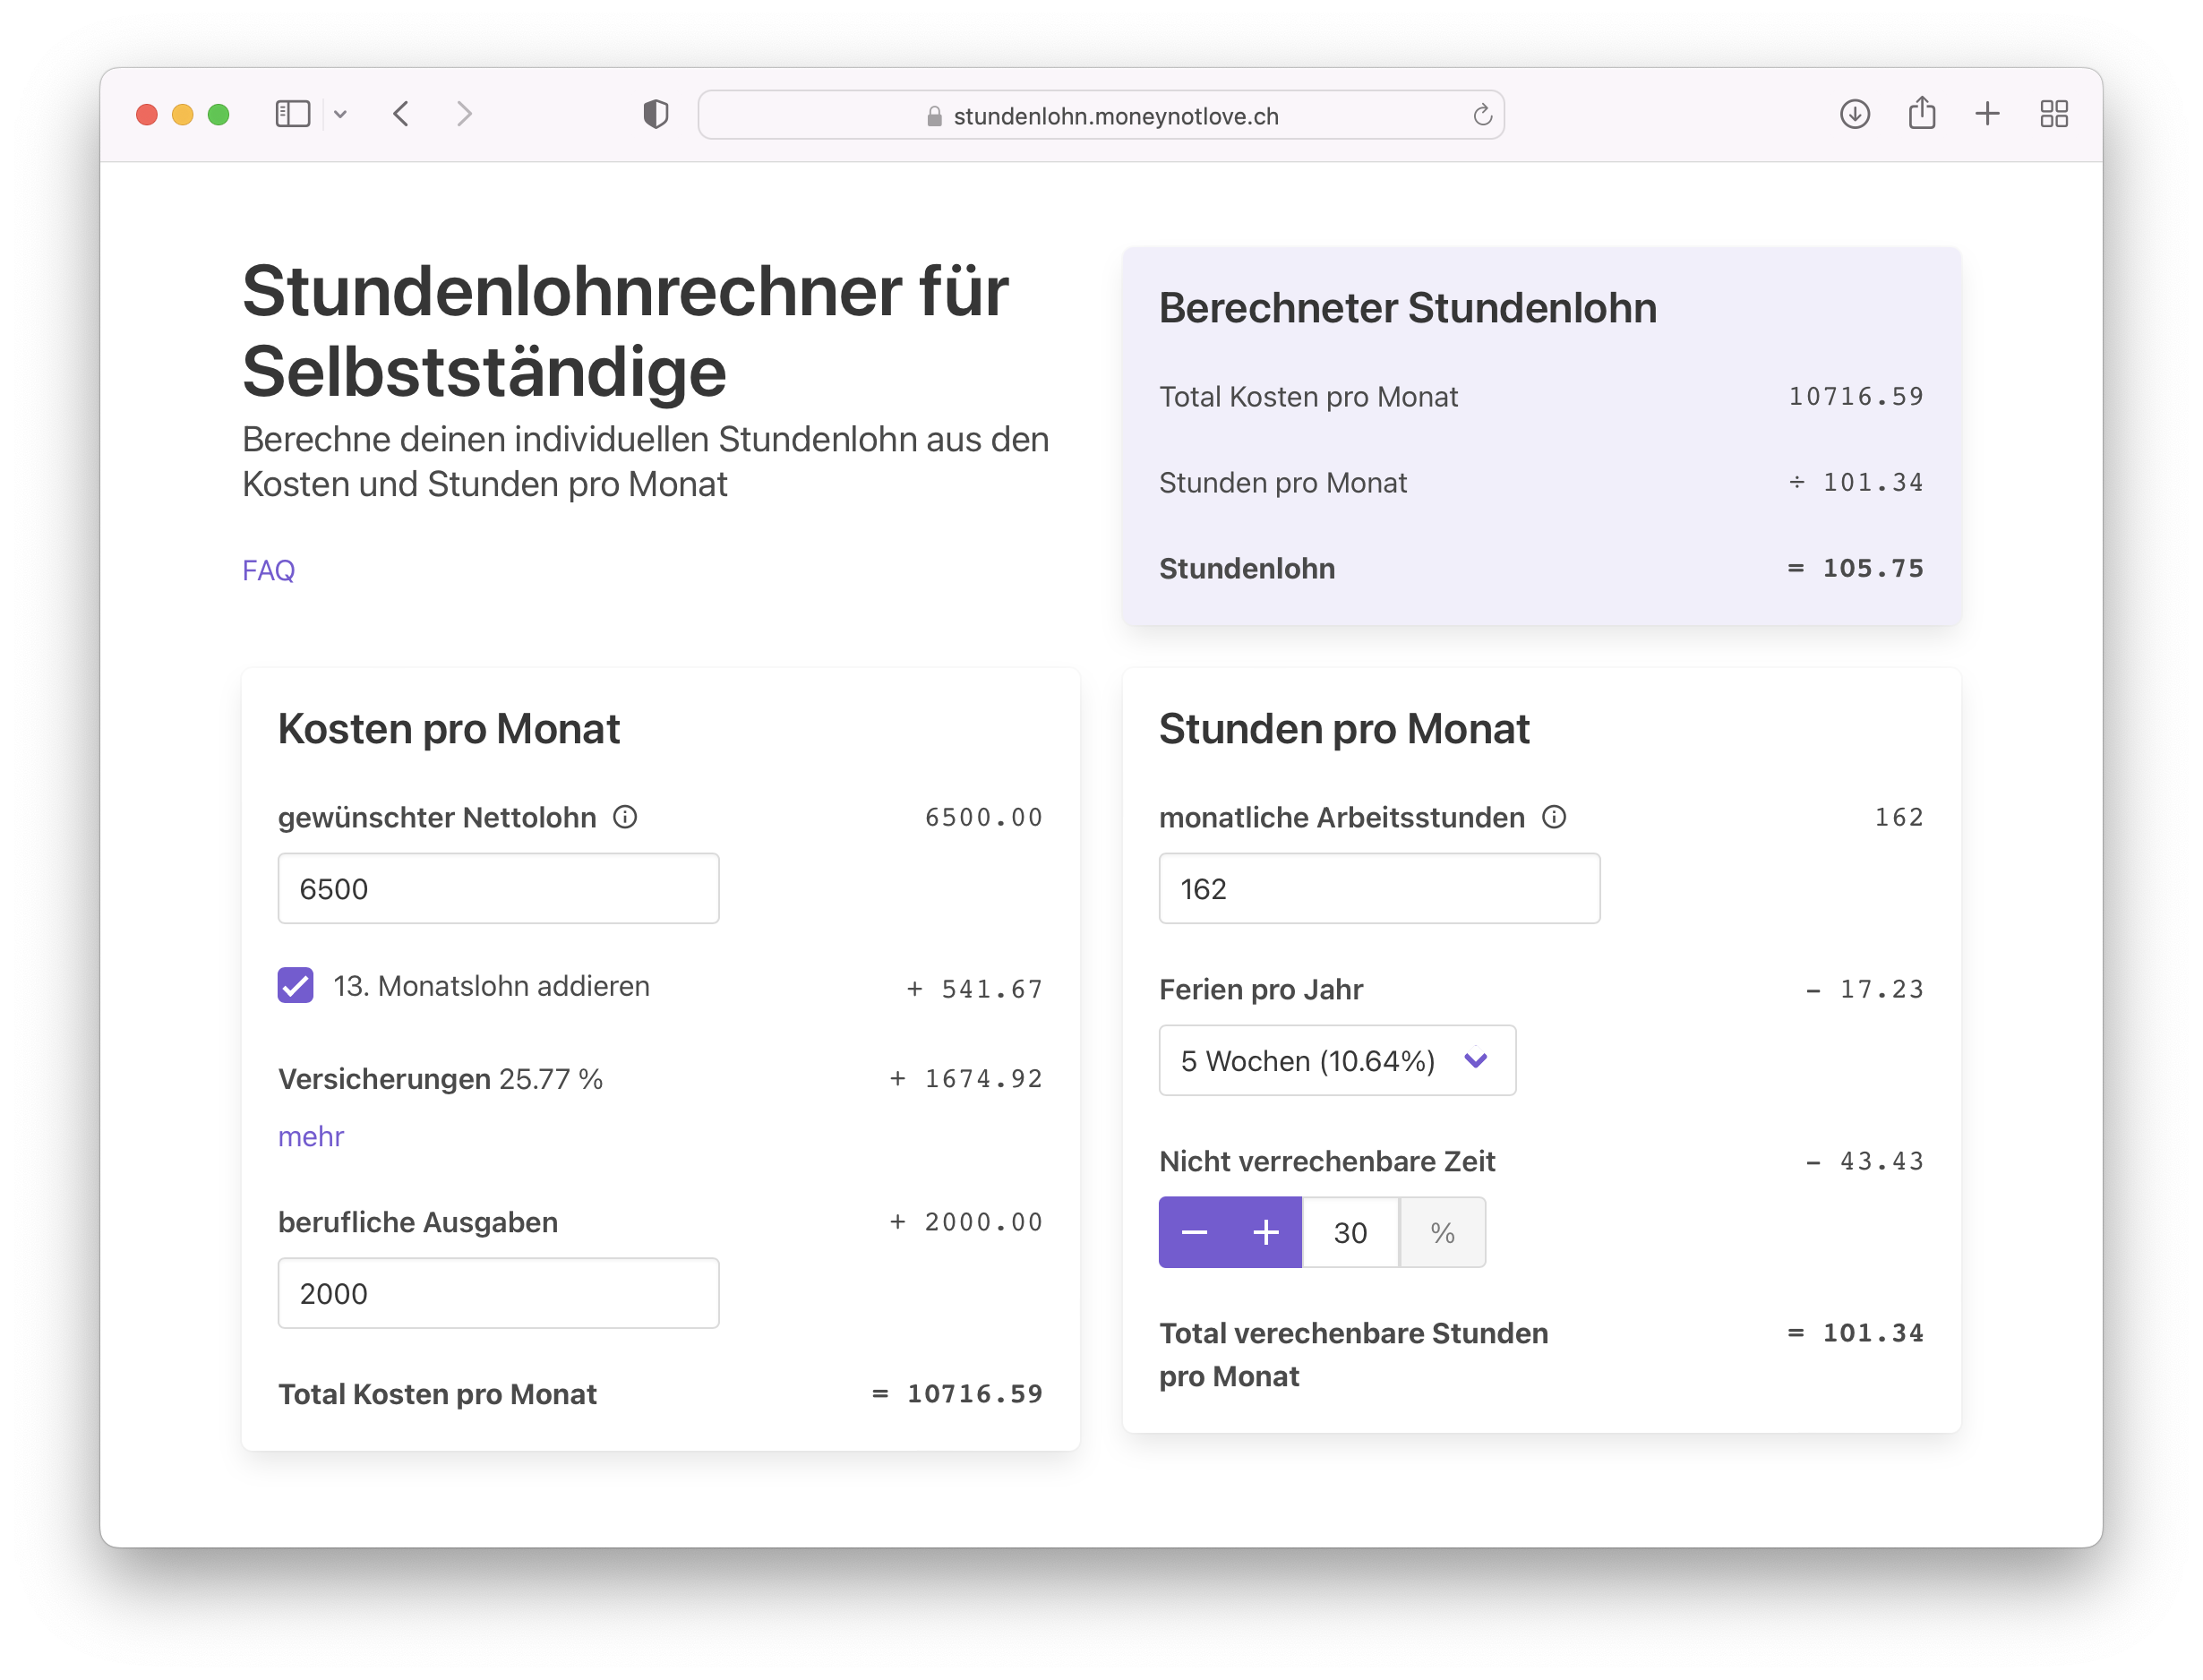 stundenlohn.moneynotlove.ch
Stundenlohnrechner für
Selbstständige
Berechne deinen individuellen Stundenlohn aus den
Kosten und Stunden pro Monat
FAQ
Berechneter Stundenlohn
Total Kosten pro Monat 10716.59
Stunden pro Monat ÷ 101.34
Stundenlohn = 105.75
Kosten pro Monat
gewünschter Nettolohn 6500.00
6500
13. Monatslohn addieren + 541.67
Versicherungen 25.77 % + 1674.92
mehr
berufliche Ausgaben + 2000.00
2000
Total Kosten pro Monat = 10716.59
Stunden pro Monat
monatliche Arbeitsstunden 162
162
Ferien pro Jahr – 17.23
5 Wochen (10.64%)
Nicht verrechenbare Zeit – 43.43
− + 30 %
Total verechenbare Stunden = 101.34
pro Monat